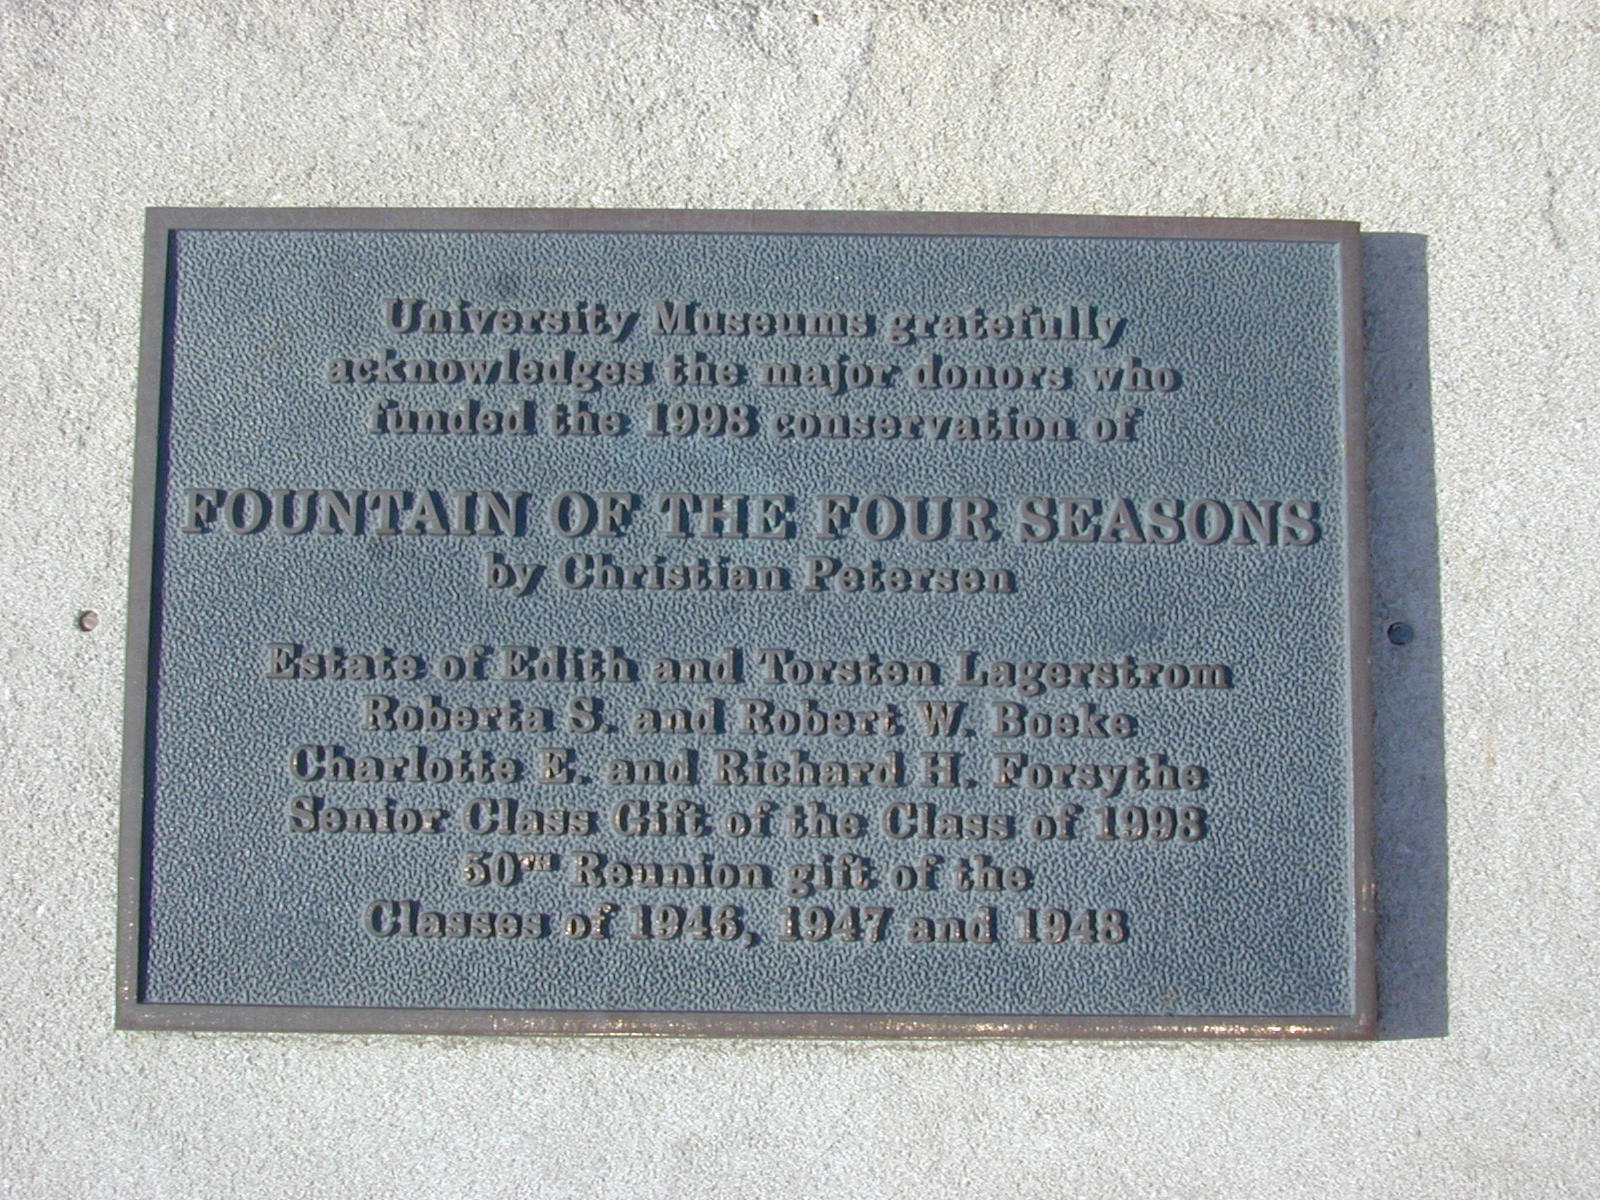 University Museums gratefully
acknowledges the major donors who
funded the 1998 conservation of
FOUNTAIN OF THE FOUR SEASONS
by Christian Petersen
Estate of Edith and Torsten Lagerstrom
Roberta S. and Robert W. Boeke
Charlotte E. and Richard H. Forsythe
Senior Class Gift of the Class of 1998
50TH Reunion gift of the
Classes of 1946, 1947 and 1948